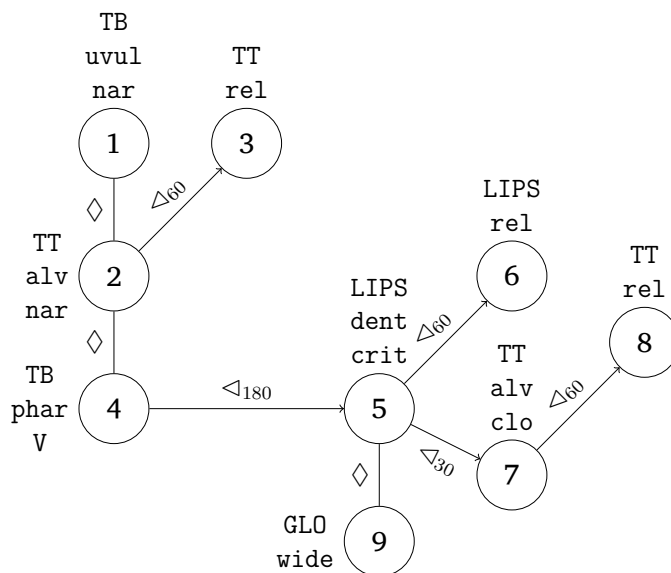 TB
uvul
nar
1
TT
rel
3
◇
◁60
TT
alv
nar
2
LIPS
rel
6
◇
TT
rel
8
LIPS
dent
crit
◁60
TB
phar
V
4
◁180
5
TT
alv
clo
◁60
◁30
7
◇
GLO
wide
9